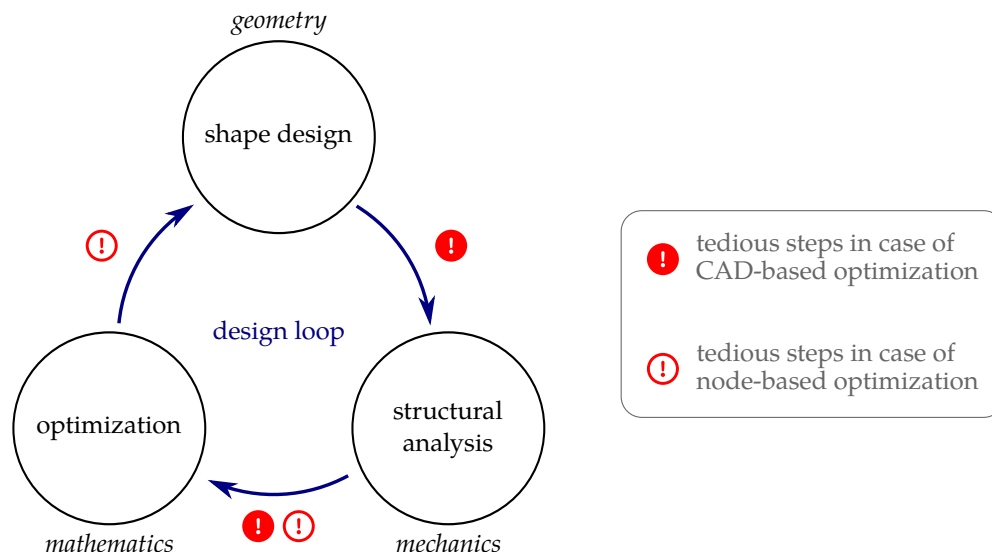 geometry
shape design
!
!
design loop
optimization
structural
analysis
! !
mathematics
mechanics
! tedious steps in case of
CAD-based optimization
! tedious steps in case of
node-based optimization